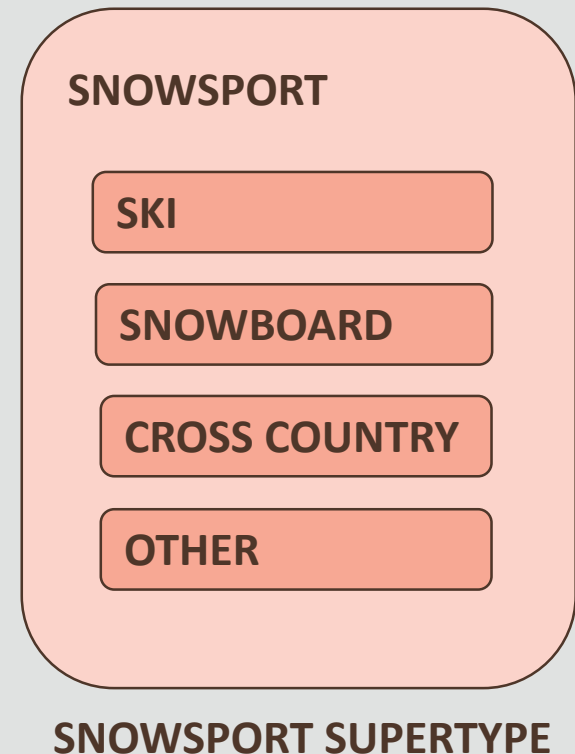 SNOWSPORT
SKI
SNOWBOARD
CROSS COUNTRY
OTHER
SNOWSPORT SUPERTYPE